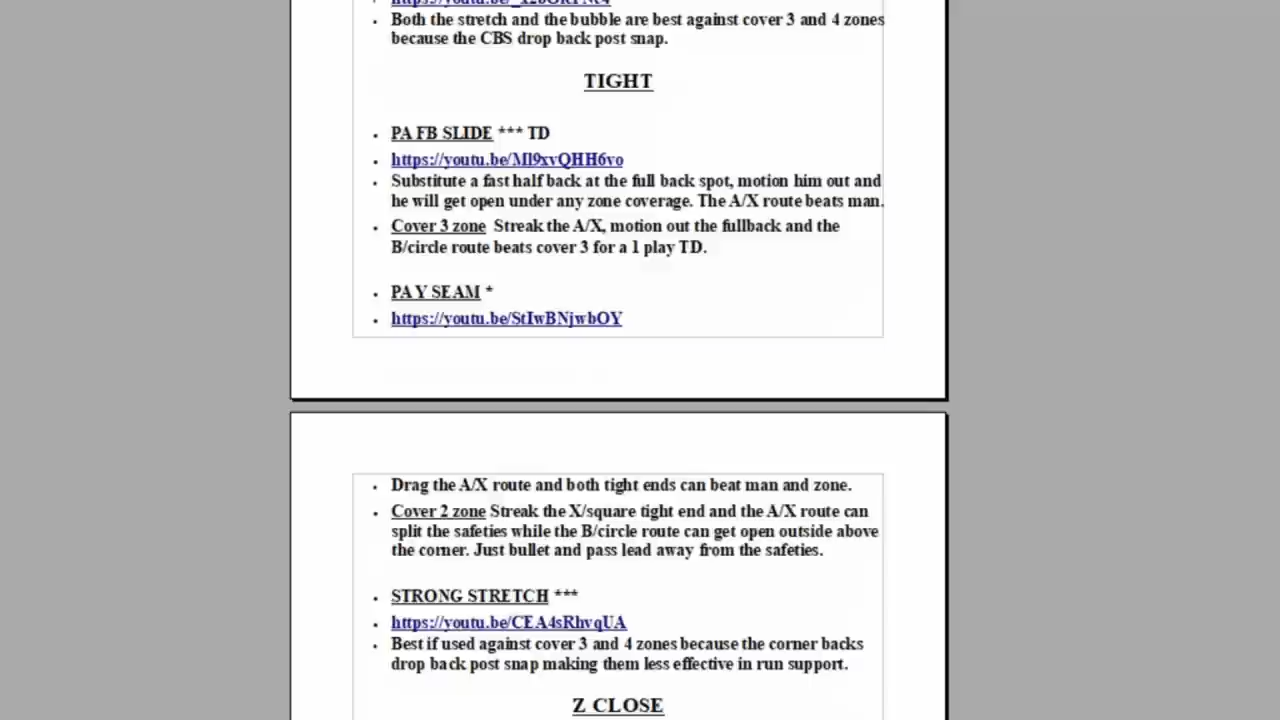 Both the stretch and the bubble are best against cover 3 and 4 zones
because the CBS drop back post snap.
TIGHT
PA FB SLIDE *** TD
https://youtu.be/Ml9xvQHH6vo
Substitute a fast half back at the full back spot, motion him out and
he will get open under any zone coverage. The A/X route beats man.
Cover 3 zone Streak the A/X, motion out the fullback and the
B/circle route beats cover 3 for a 1 play TD.
PA Y SEAM *
https://youtu.be/StIwBNjwbOY
Drag the A/X route and both tight ends can beat man and zone.
Cover 2 zone Streak the X/square tight end and the A/X route can
split the safeties while the B/circle route can get open outside above
the corner. Just bullet and pass lead away from the safeties.
STRONG STRETCH ***
https://youtu.be/CEA4sRhvqUA
Best if used against cover 3 and 4 zones because the corner backs
drop back post snap making them less effective in run support.
Z CLOSE